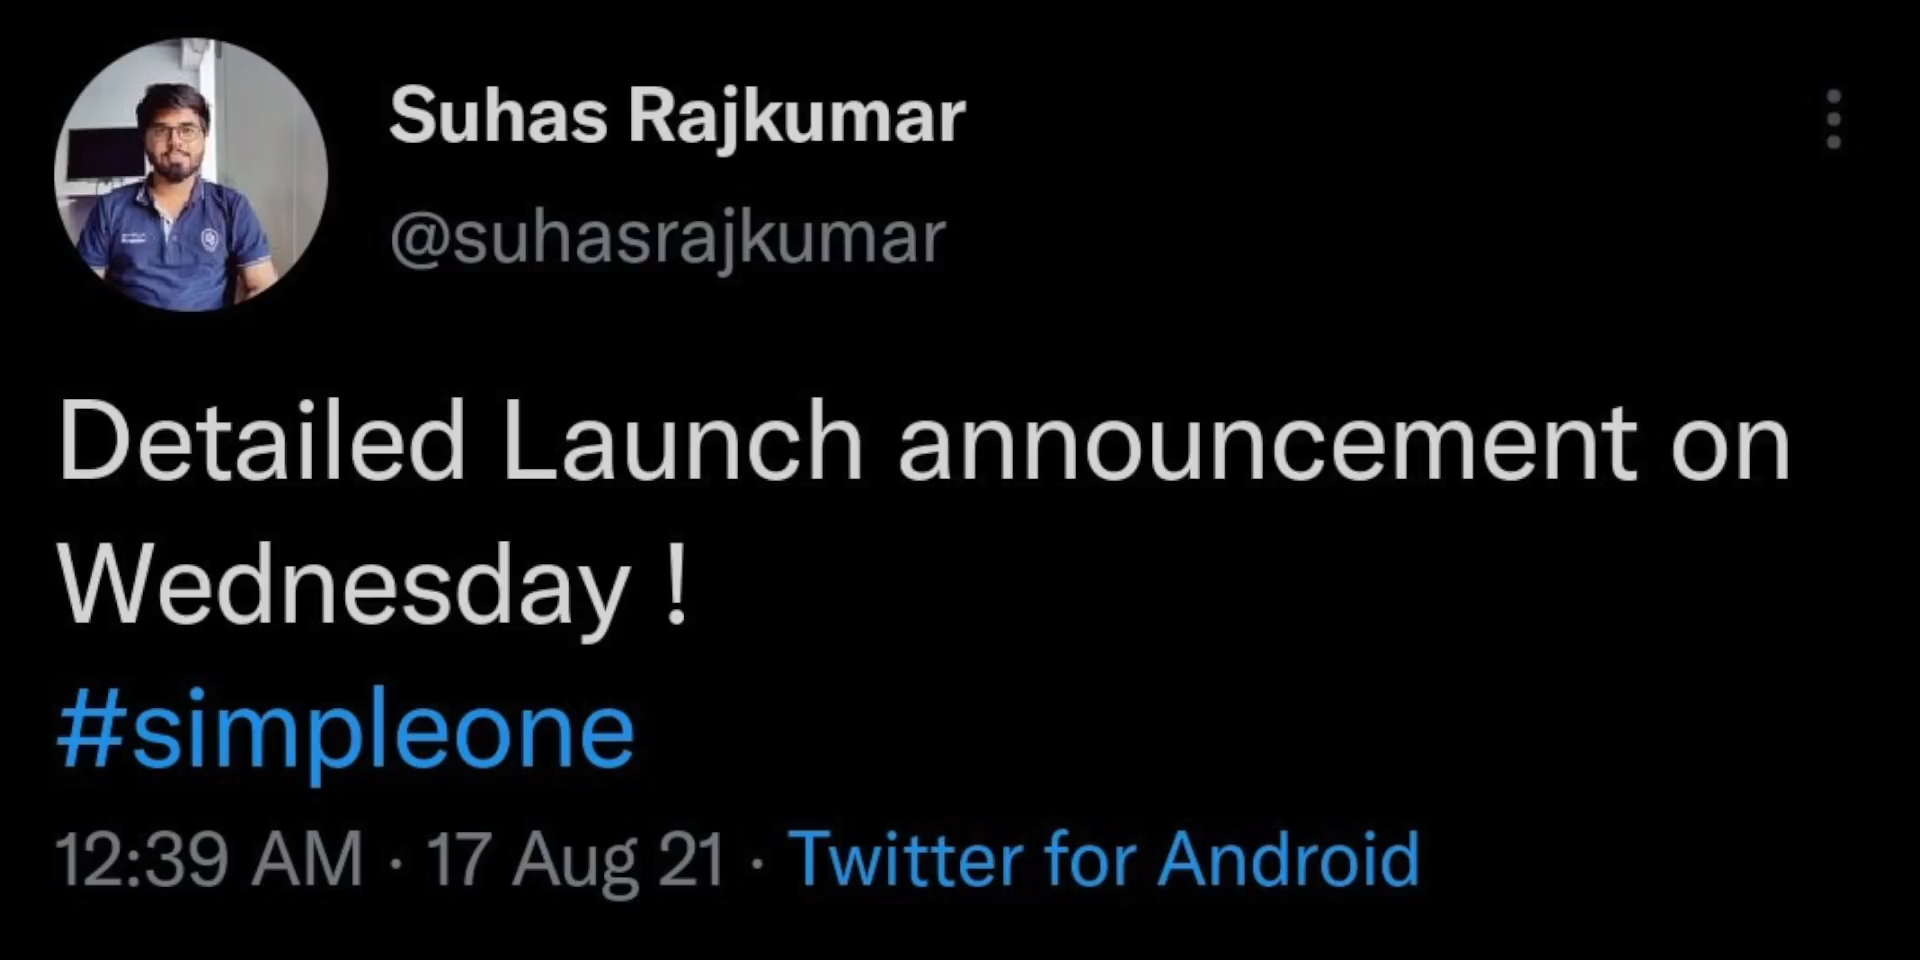 Suhas Rajkumar
@suhasrajkumar
Detailed Launch announcement on
Wednesday !
#simpleone
12:39 AM · 17 Aug 21 · Twitter for Android